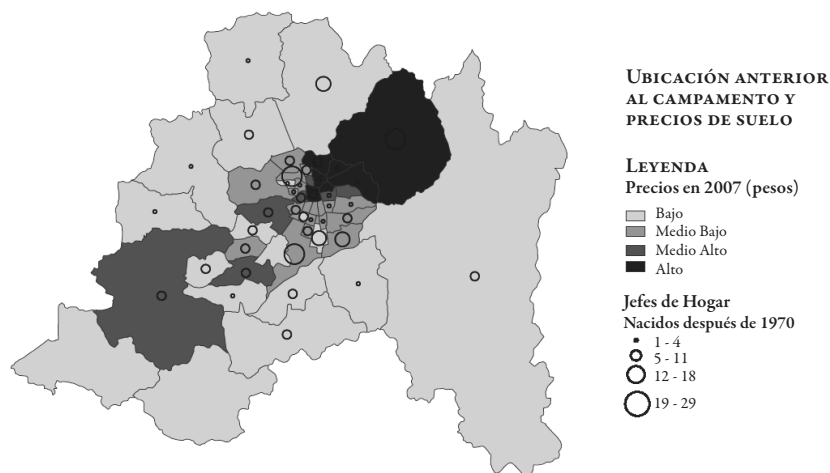 UBICACIÓN ANTERIOR
AL CAMPAMENTO Y
PRECIOS DE SUELO
LEYENDA
Precios en 2007 (pesos)
Bajo
Medio Bajo
Medio Alto
Alto
Jefes de Hogar
Nacidos después de 1970
1 - 4
5 - 11
12 - 18
19 - 29